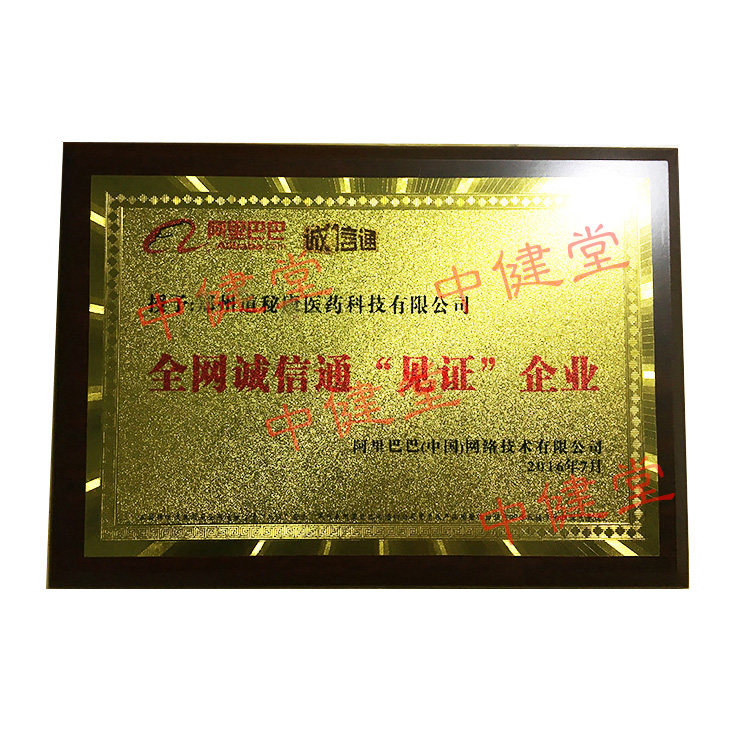 阿里巴巴 诚信通
Alibaba.com
授予:州道秘医药科技有限公司
全网诚信通“见证”企业
阿里巴巴(中国)网络技术有限公司
2016年7月
中健堂
中健堂
中健堂
中健堂